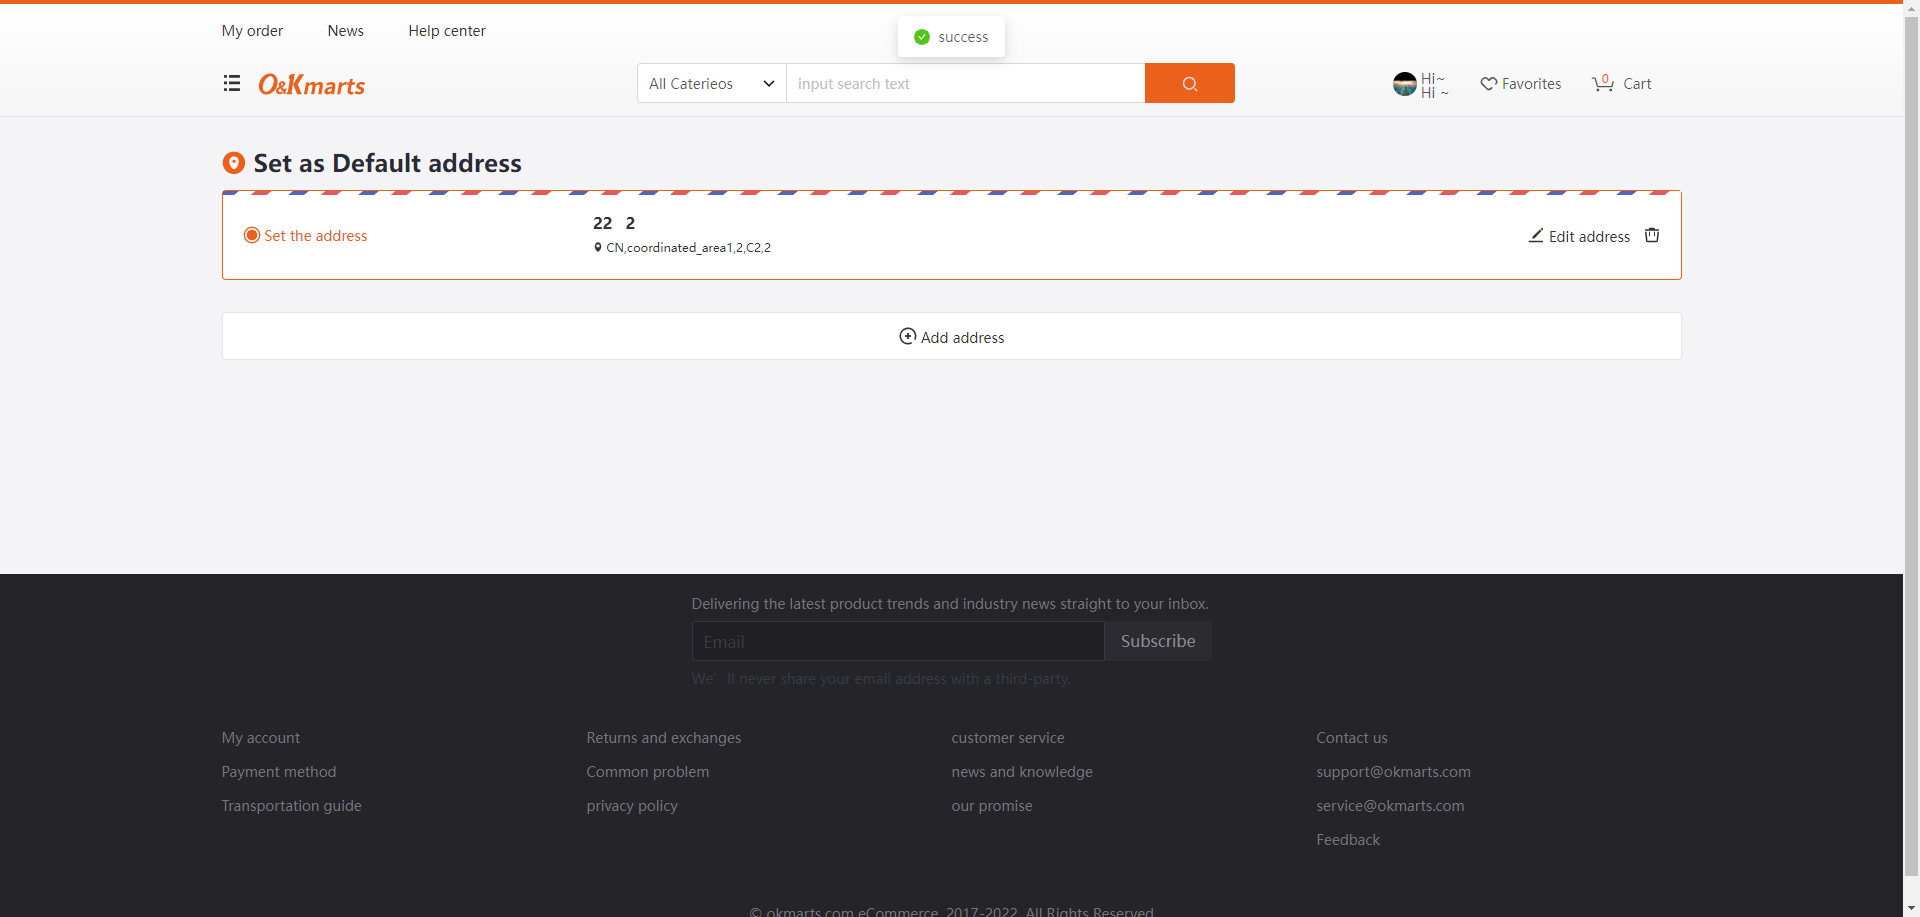 My order News Help center
success
O&Kmarts All Caterieos input search text Hi~ Favorites 0 Cart
Hi ~
Set as Default address
Set the address 22 2 Edit address
CN,coordinated_area1,2,C2,2
Add address
Delivering the latest product trends and industry news straight to your inbox.
Email Subscribe
We' ll never share your email address with a third-party.
My account Returns and exchanges customer service Contact us
Payment method Common problem news and knowledge support@okmarts.com
Transportation guide privacy policy our promise service@okmarts.com
Feedback
© okmarts.com eCommerce. 2017-2022. All Rights Reserved